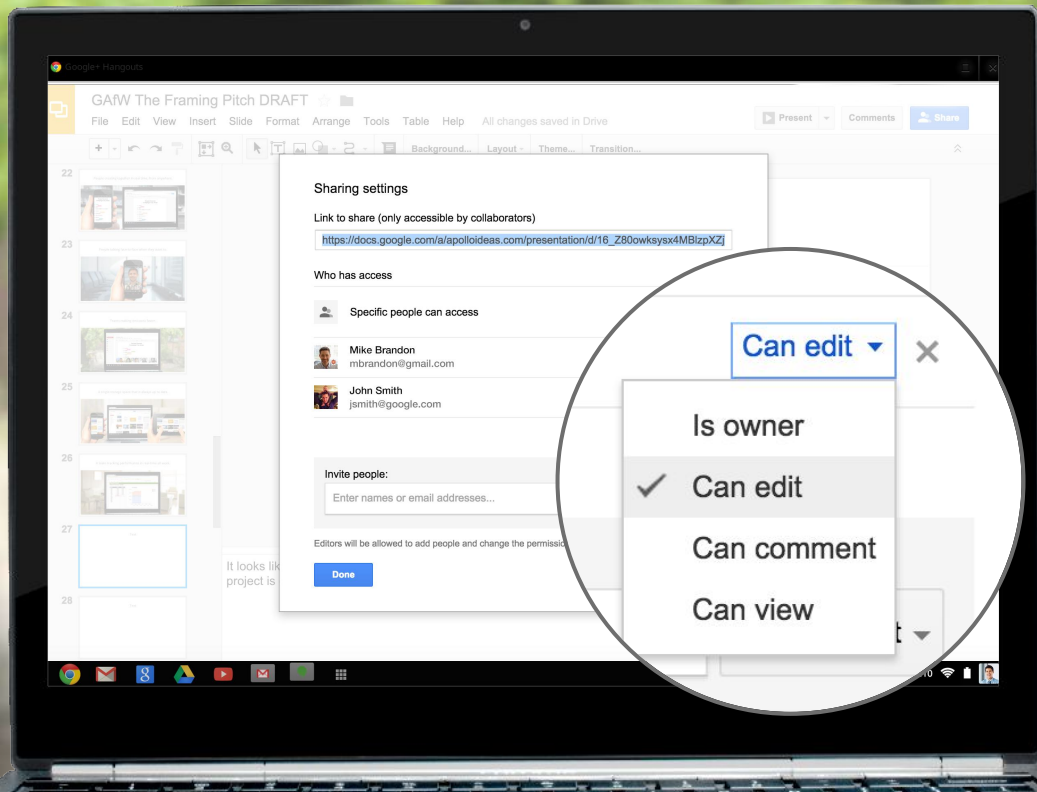 Google+ Hangouts
GAfW The Framing Pitch DRAFT
File Edit View Insert Slide Format Arrange Tools Table Help All changes saved in Drive
Present
Comments
Share
Background... Layout Theme... Transition...
22
23
24
25
26
27
28
Sharing settings
Link to share (only accessible by collaborators)
https://docs.google.com/a/apolloideas.com/presentation/d/16_Z80owksysx4MBlzpXZj
Who has access
Specific people can access
Mike Brandon
mbrandon@gmail.com
John Smith
jsmith@google.com
Invite people:
Enter names or email addresses...
Editors will be allowed to add people and change the
Done
It looks
project is
Can edit
Is owner
Can edit
Can comment
Can view
8